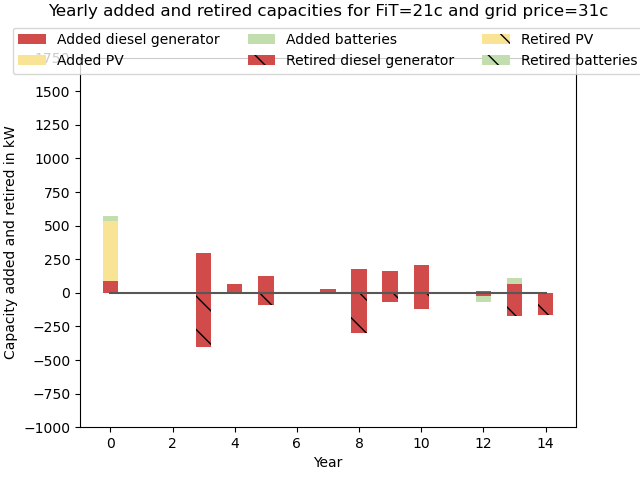 Yearly added and retired capacities for FiT=21c and grid price=31c
Added diesel generator
Added PV
Added batteries
Retired diesel generator
Retired PV
Retired batteries
1750
1500
1250
1000
750
500
250
0
−250
−500
−750
−1000
Capacity added and retired in kW
0 2 4 6 8 10 12 14
Year